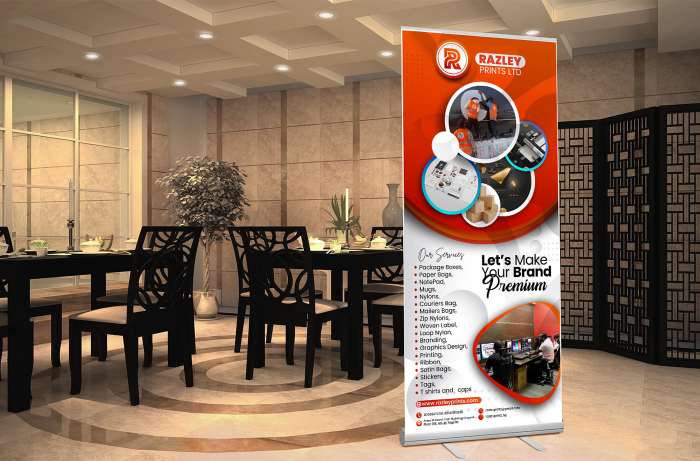 R
RAZLEY
PRINTS LTD
Let's Make
Your Brand
Premium
Our Services
Package Boxes,
Paper Bags,
NotePad,
Mugs,
Nylons,
Couriers Bag,
Mailers Bags,
Zip Nylons,
Woven Label,
Loop Nylan,
Branding,
Graphics Design,
Printing,
Ribbon,
Satin Bags,
Stickers,
Tags,
T shirts and, caps
www.razleyprints.com